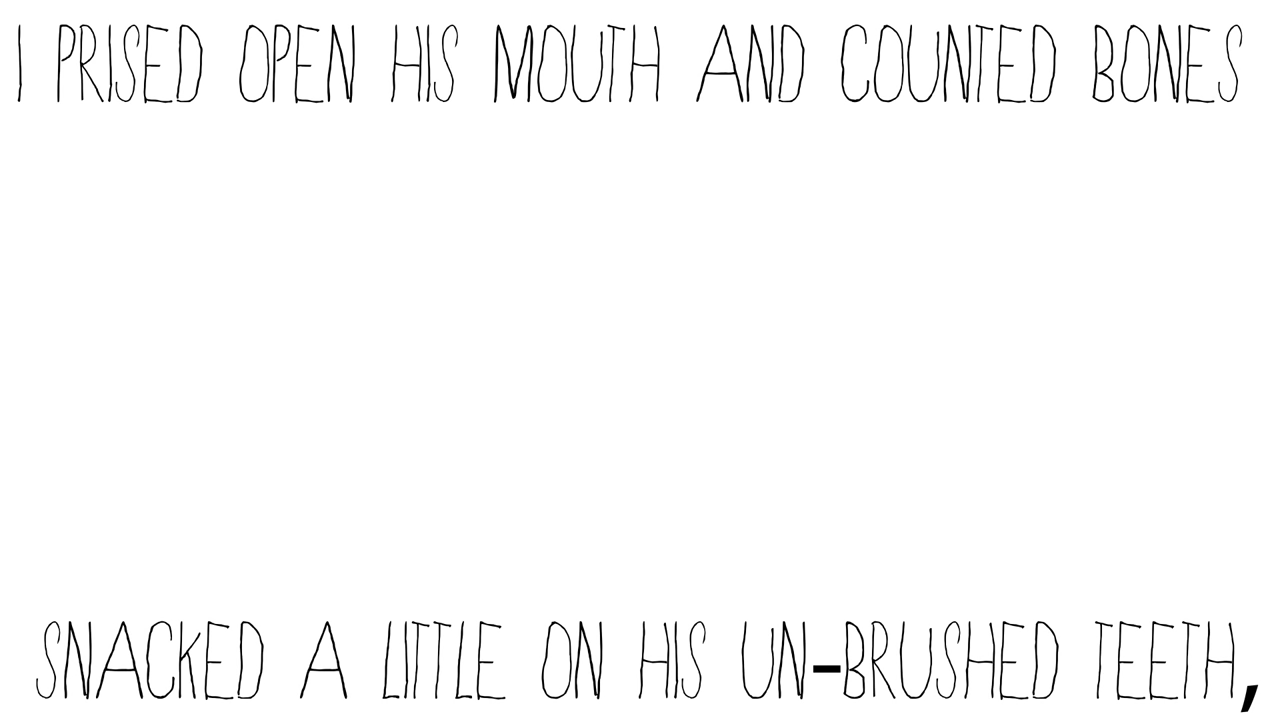 I PRISED OPEN HIS MOUTH AND COUNTED BONES
SNACKED A LITTLE ON HIS UN-BRUSHED TEETH,